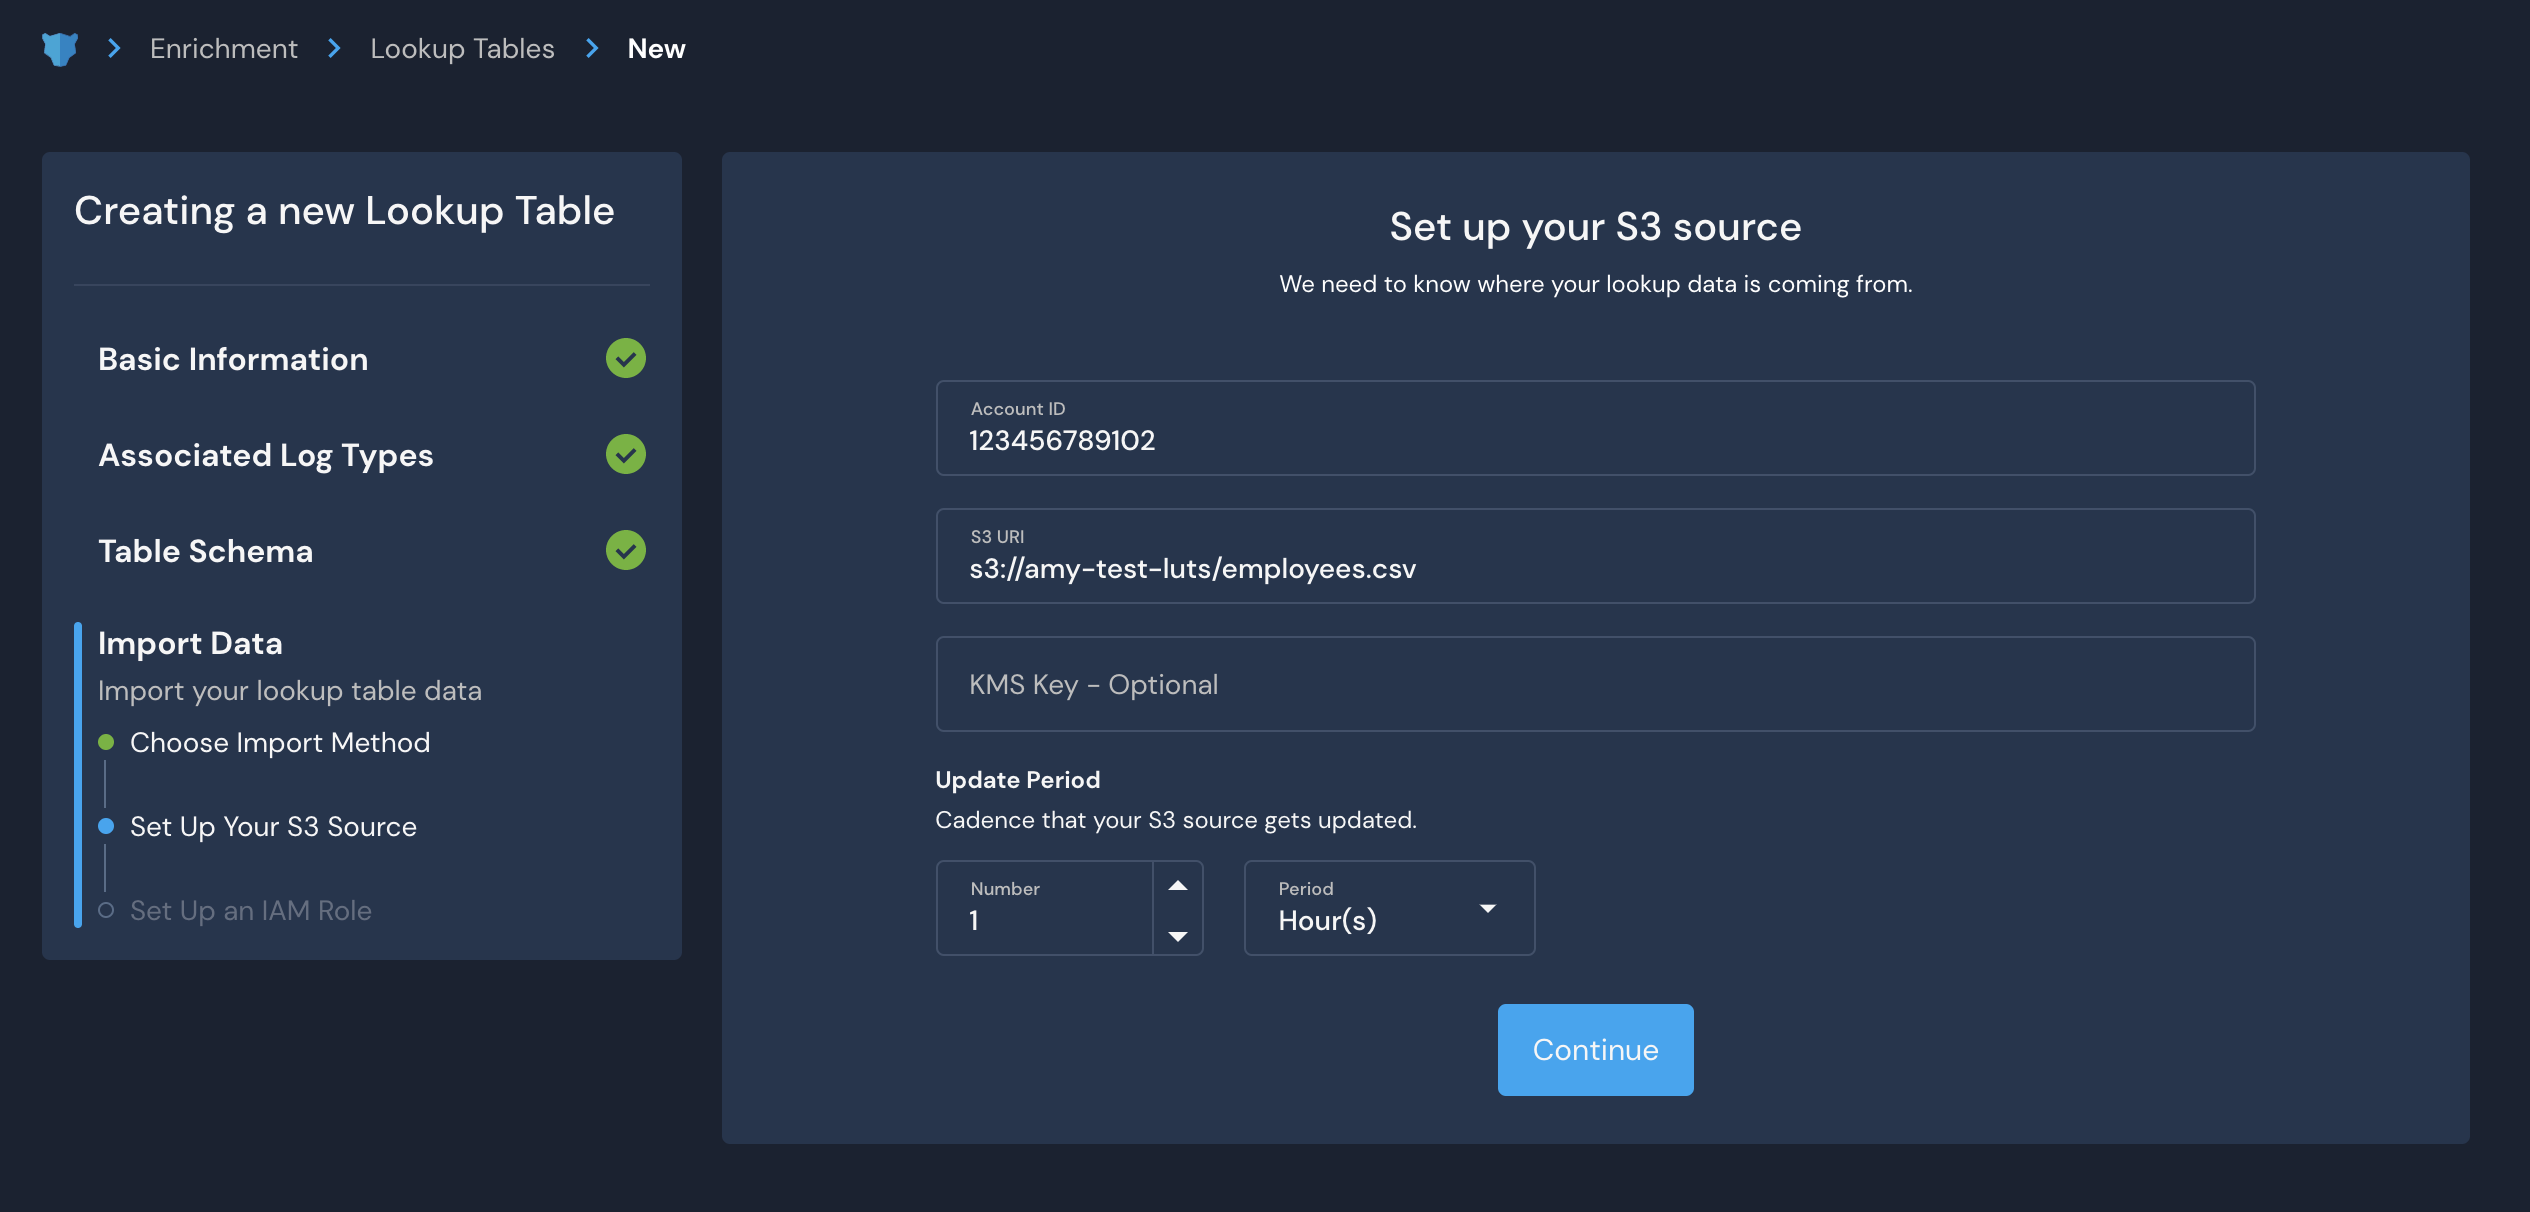 Enrichment
Lookup Tables
New
Creating a new Lookup Table
Basic Information
Associated Log Types
Table Schema
Import Data
Import your lookup table data
Choose Import Method
Set Up Your S3 Source
Set Up an IAM Role
Set up your S3 source
We need to know where your lookup data is coming from.
Account ID
123456789102
S3 URI
s3://amy-test-luts/employees.csv
KMS Key - Optional
Update Period
Cadence that your S3 source gets updated.
Number
1
Period
Hour(s)
Continue